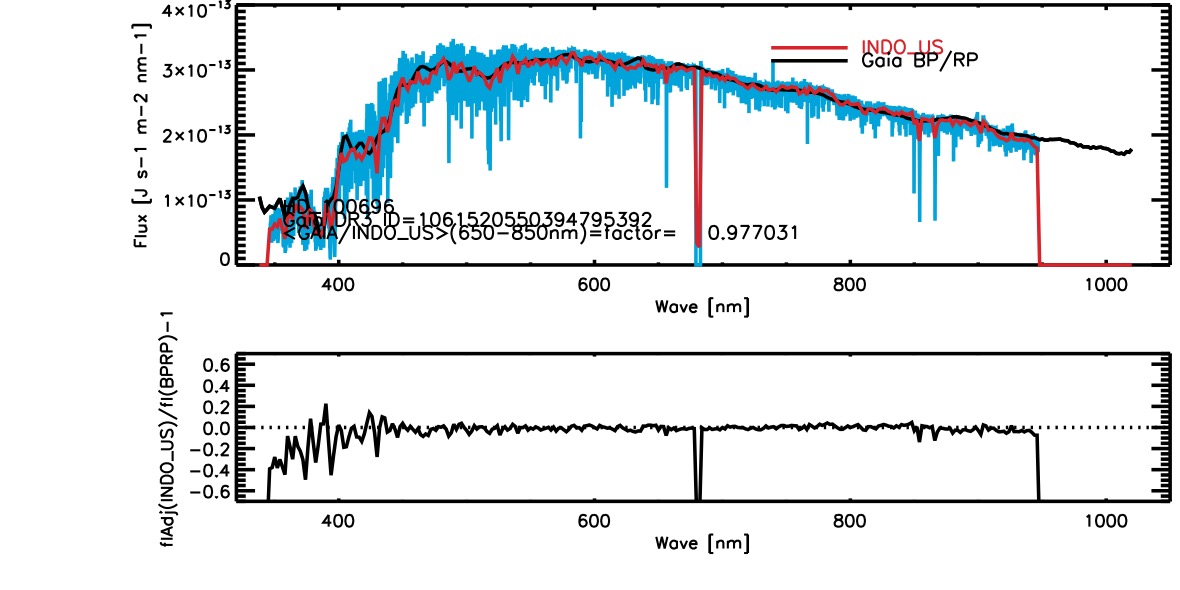 4×10−13
3×10−13
2×10−13
1×10−13
0
Flux [J s−1 m−2 nm−1]
INDO_US
Gaia BP/RP
HD 100696
Gaia/DR3_ID=1061520550394795392
<GAIA/INDO_US>(650−850nm)=factor= 0.977031
400 600 800 1000
Wave [nm]
0.6
0.4
0.2
0.0
−0.2
−0.4
−0.6
flAdj(INDO_US)/fl(BPRP)−1
400 600 800 1000
Wave [nm]